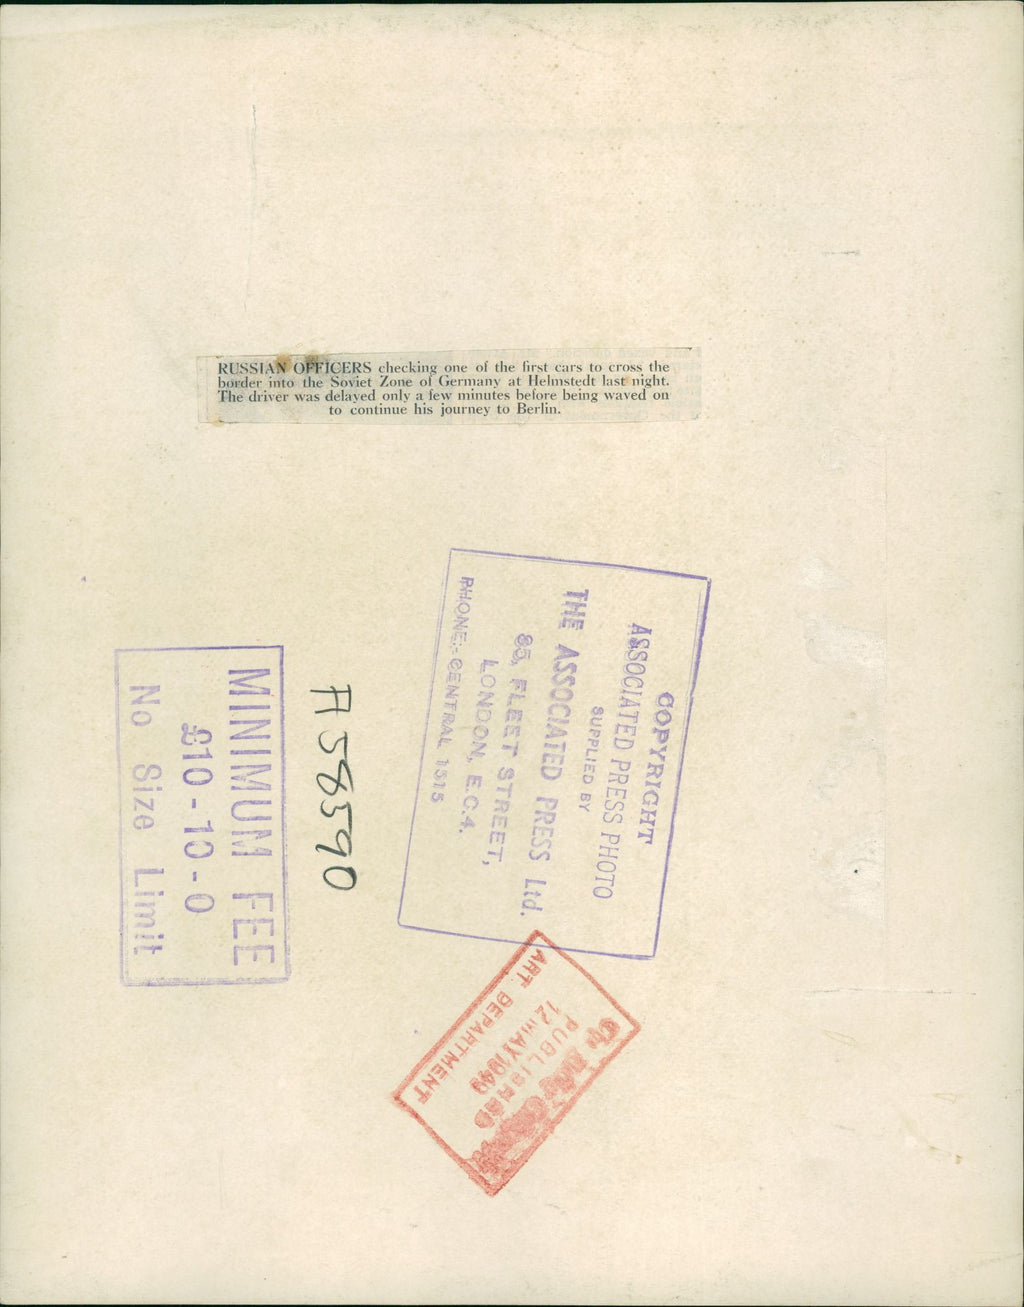 RUSSIAN OFFICERS checking one of the first cars to cross the
border into the Soviet Zone of Germany at Helmstedt last night.
The driver was delayed only a few minutes before being waved on
to continue his journey to Berlin.
COPYRIGHT
ASSOCIATED PRESS PHOTO
SUPPLIED BY
THE ASSOCIATED PRESS Ltd.
85, FLEET STREET,
LONDON, E.C.4.
PHONE:- CENTRAL 1515
A58590
MINIMUM FEE
£10-10-0
No Size Limit
PUBLISHED
12 MAY 1949
ART. DEPARTMENT